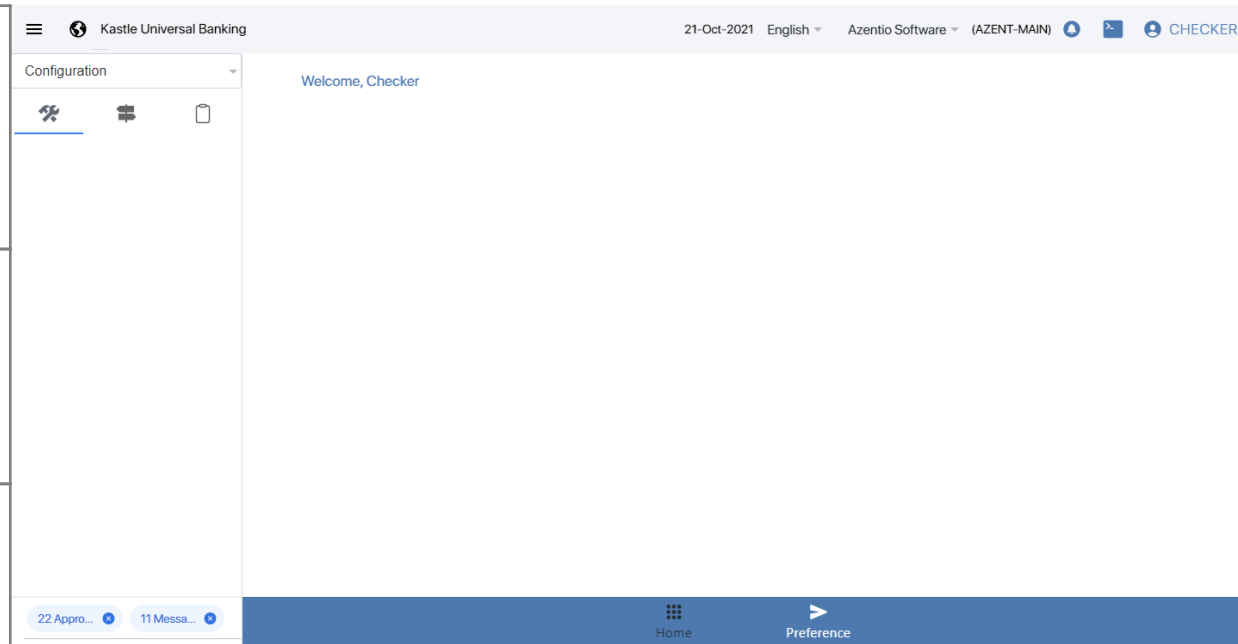 Kastle Universal Banking 21-Oct-2021 English Azentio Software (AZENT-MAIN) CHECKER
Configuration
Welcome, Checker
22 Appro... 11 Messa...
Home Preference